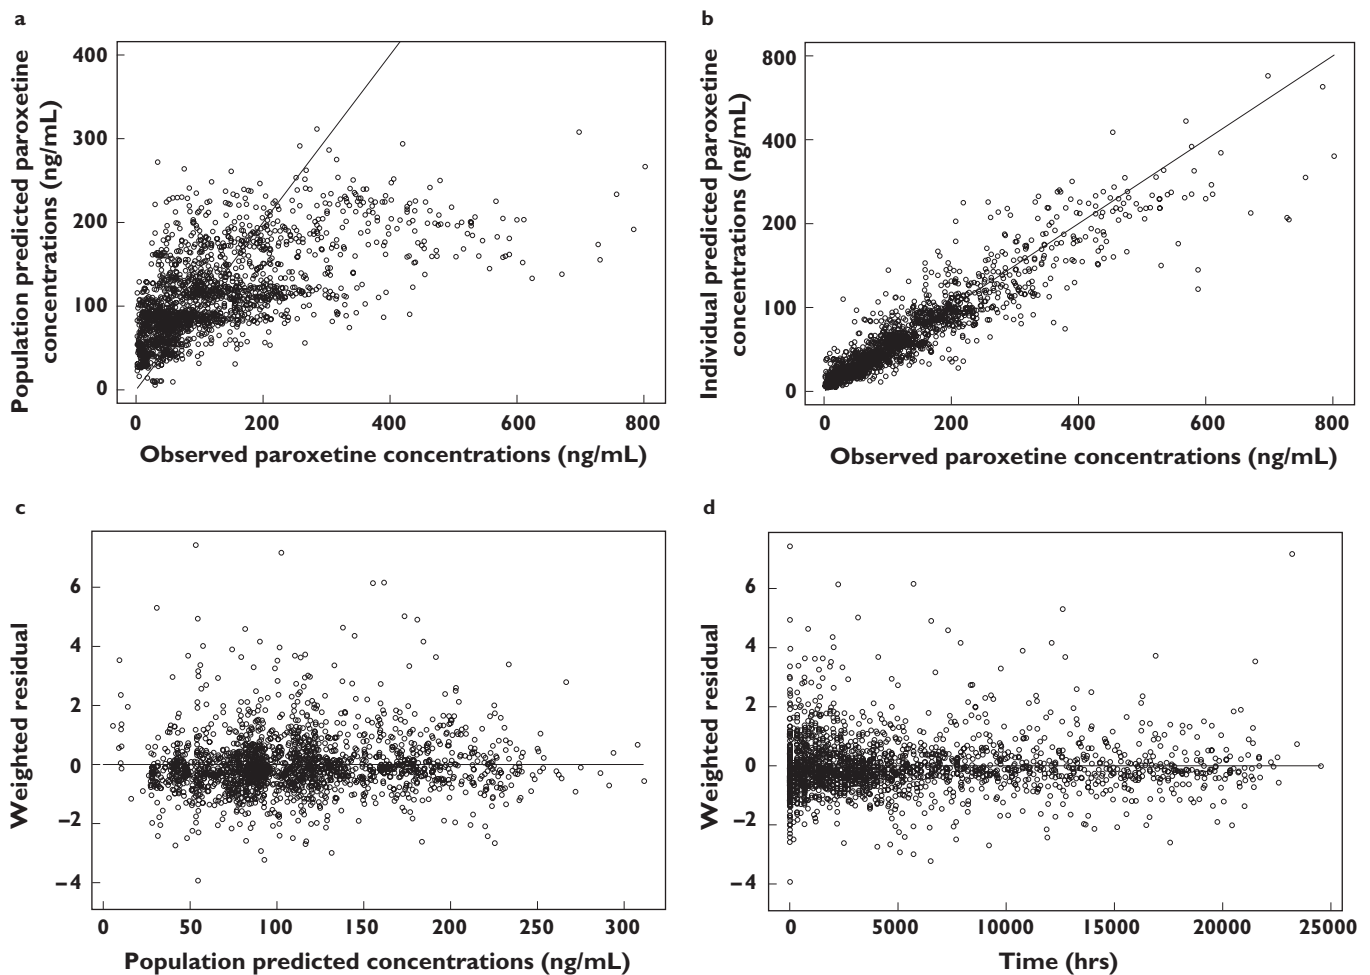 a
Population predicted paroxetine
concentrations (ng/mL)
400
300
200
100
0
0 200 400 600 800
Observed paroxetine concentrations (ng/mL)
b
Individual predicted paroxetine
concentrations (ng/mL)
800
400
200
100
0
0 200 400 600 800
Observed paroxetine concentrations (ng/mL)
c
Weighted residual
6
4
2
0
−2
−4
0 50 100 150 200 250 300
Population predicted concentrations (ng/mL)
d
Weighted residual
6
4
2
0
−2
−4
0 5000 10000 15000 20000 25000
Time (hrs)